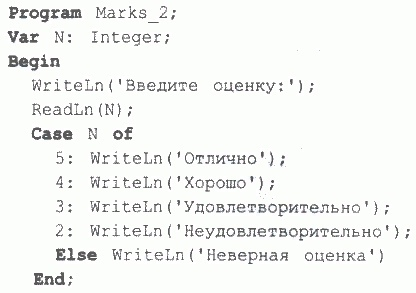 Program Marks_2;
Var N: Integer;
Begin
WriteLn('Введите оценку:');
ReadLn(N);
Case N of
5: WriteLn('Отлично');
4: WriteLn('Хорошо');
3: WriteLn('Удовлетворительно');
2: WriteLn('Неудовлетворительно');
Else WriteLn('Неверная оценка')
End;